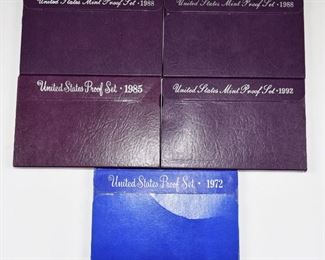 United States Mint Proof Set • 1988
United States Mint Proof Set • 1988
United States Proof Set • 1985
United States Mint Proof Set • 1992
United States Proof Set • 1972